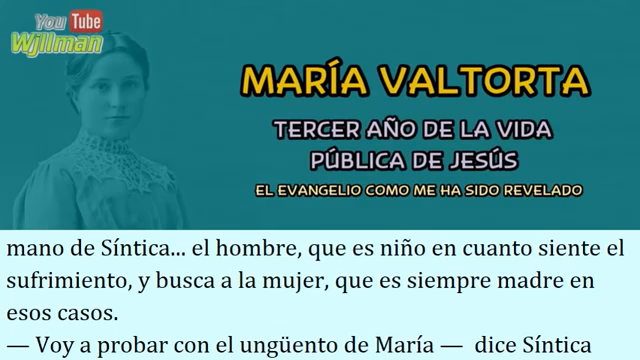 You Tube
Wjllman
MARÍA VALTORTA
TERCER AÑO DE LA VIDA
PÚBLICA DE JESÚS
EL EVANGELIO COMO ME HA SIDO REVELADO
mano de Síntica... el hombre, que es niño en cuanto siente el
sufrimiento, y busca a la mujer, que es siempre madre en
esos casos.
— Voy a probar con el ungüento de María — dice Síntica